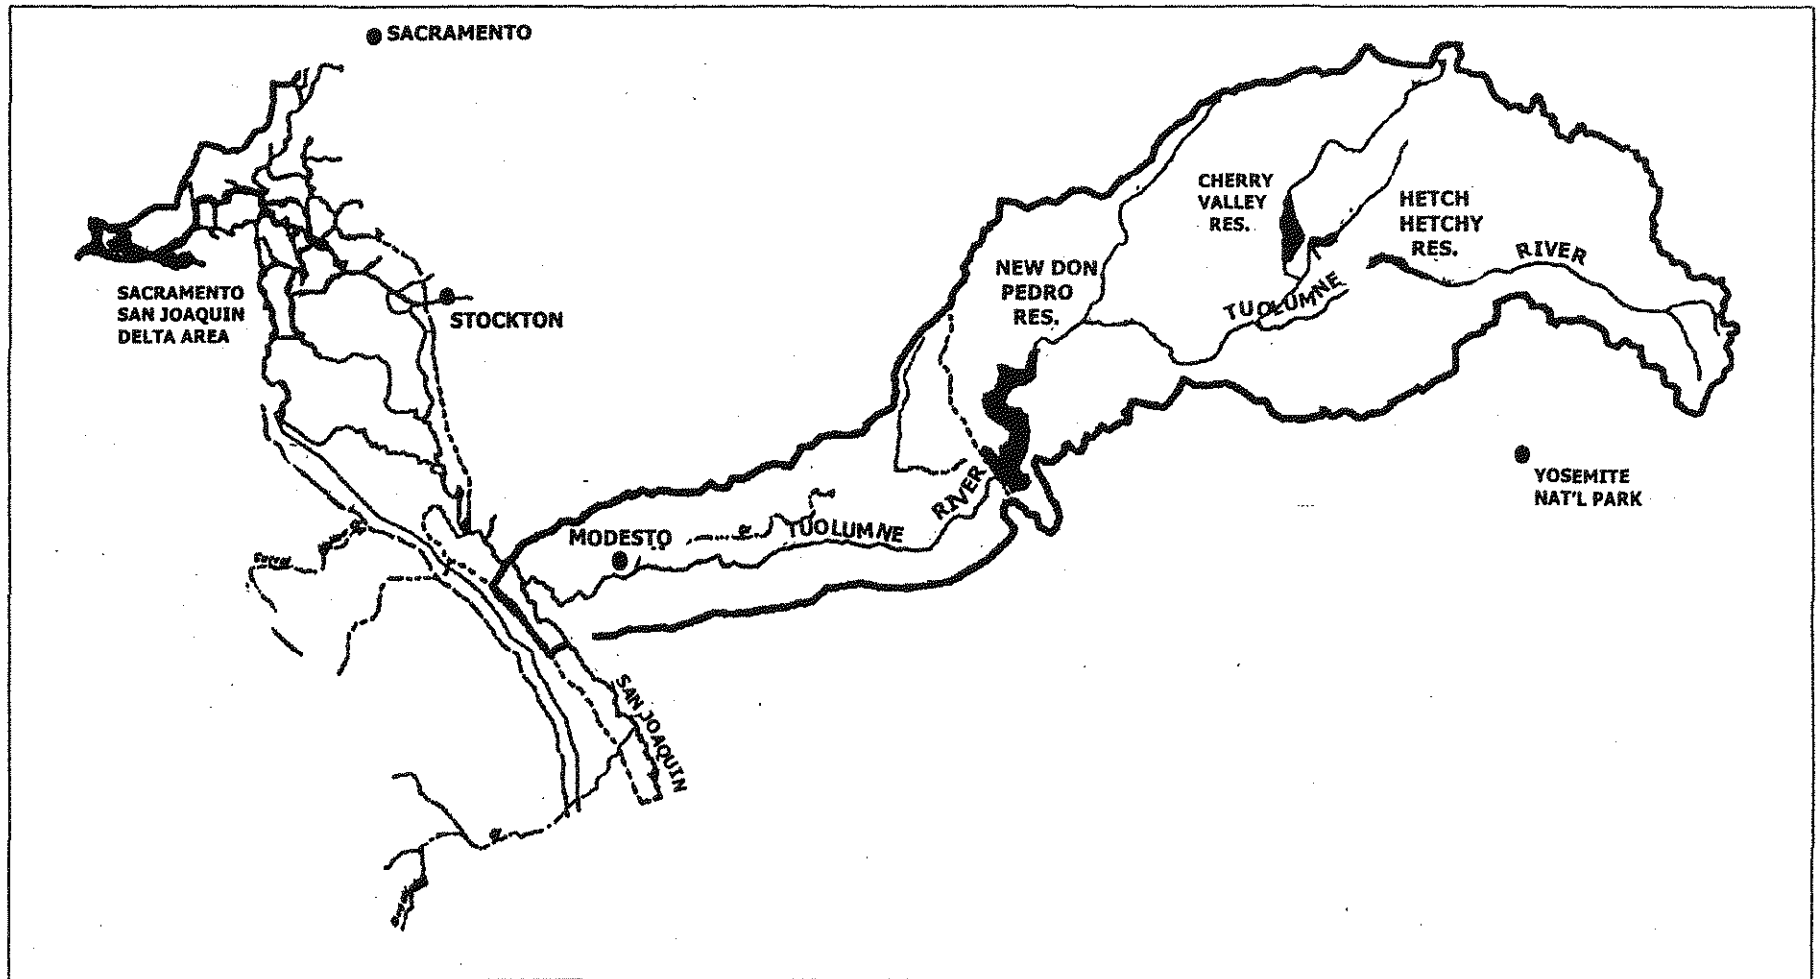 SACRAMENTO
CHERRY
VALLEY
RES.
HETCH
HETCHY
RES.
RIVER
NEW DON
PEDRO
RES.
TUOLUMNE
SACRAMENTO
SAN JOAQUIN
DELTA AREA
STOCKTON
YOSEMITE
NAT'L PARK
RIVER
TUOLUMNE
MODESTO
SAN JOAQUIN